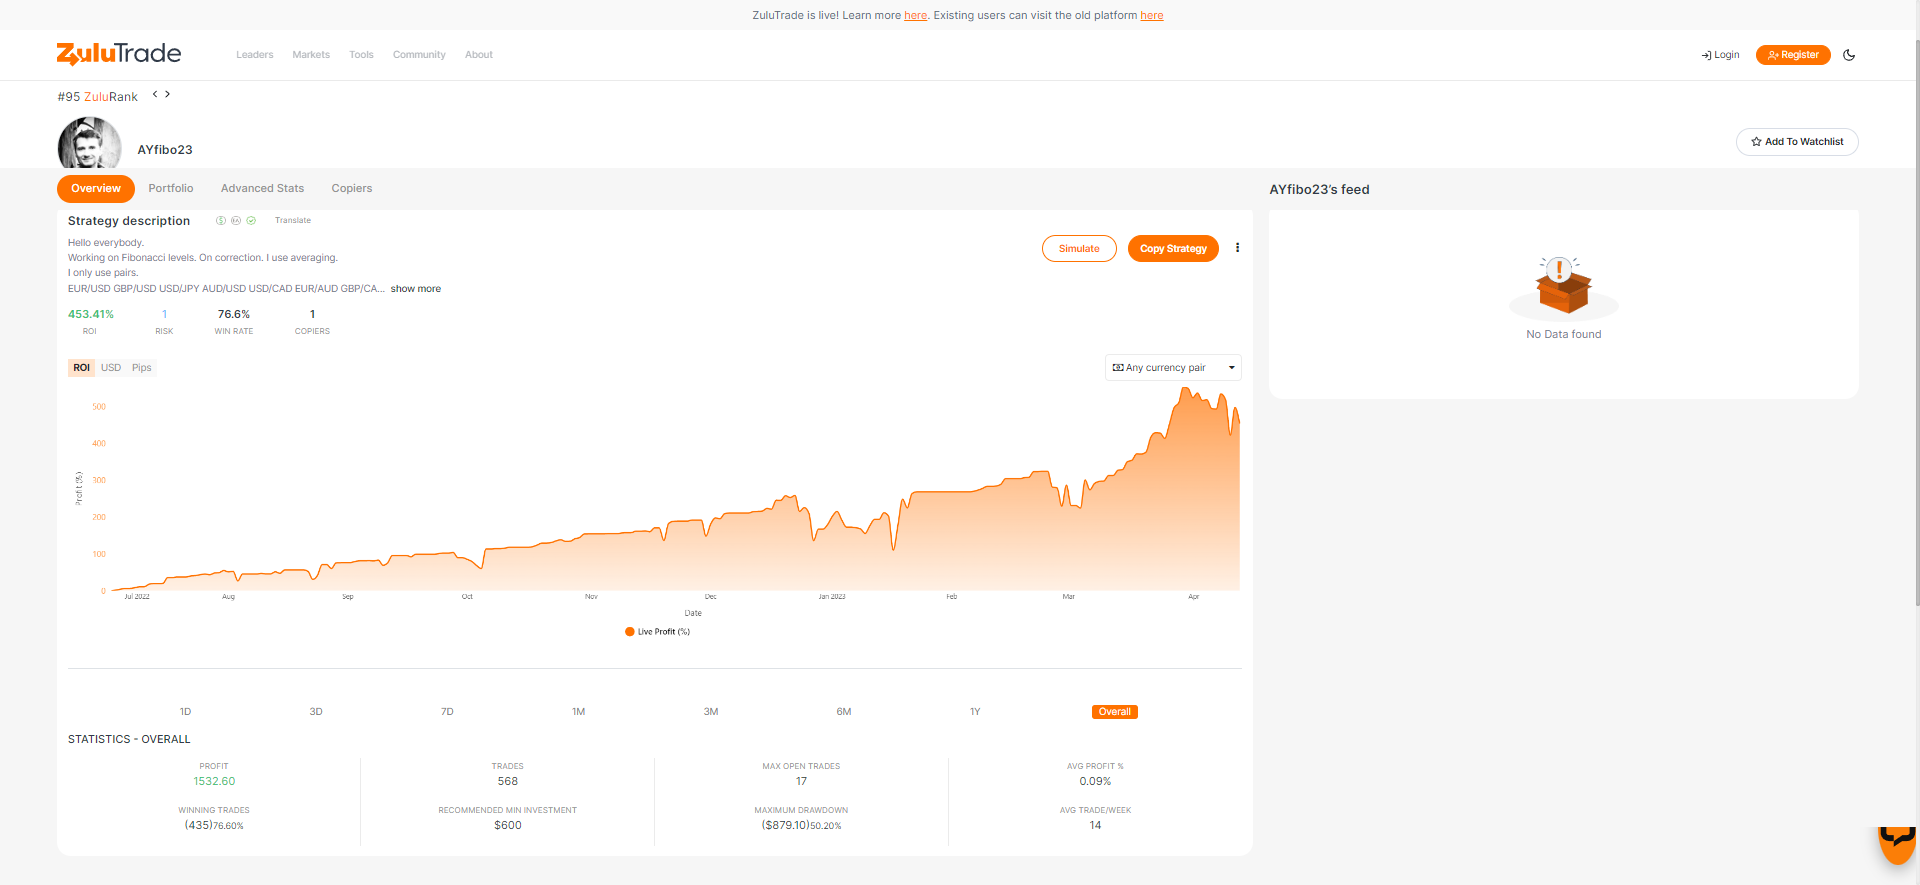 ZuluTrade is live! Learn more here. Existing users can visit the old platform here
ZuluTrade
Leaders Markets Tools Community About
Login Register
#95 ZuluRank
AYfibo23
Add To Watchlist
Overview Portfolio Advanced Stats Copiers
AYfibo23's feed
Strategy description
EA
Translate
Hello everybody.
Working on Fibonacci levels. On correction. I use averaging.
I only use pairs.
EUR/USD GBP/USD USD/JPY AUD/USD USD/CAD EUR/AUD GBP/CA... show more
Simulate Copy Strategy
No Data found
453.41% 1 76.6% 1
ROI RISK WIN RATE COPIERS
ROI USD Pips
Any currency pair
500
400
300
200
100
0
Profit (%)
Jul 2022 Aug Sep Oct Nov Dec Jan 2023 Feb Mar Apr
Date
Live Profit (%)
1D 3D 7D 1M 3M 6M 1Y Overall
STATISTICS - OVERALL
PROFIT TRADES MAX OPEN TRADES AVG PROFIT %
1532.60 568 17 0.09%
WINNING TRADES RECOMMENDED MIN INVESTMENT MAXIMUM DRAWDOWN AVG TRADE/WEEK
(435)76.60% $600 ($879.10)50.20% 14